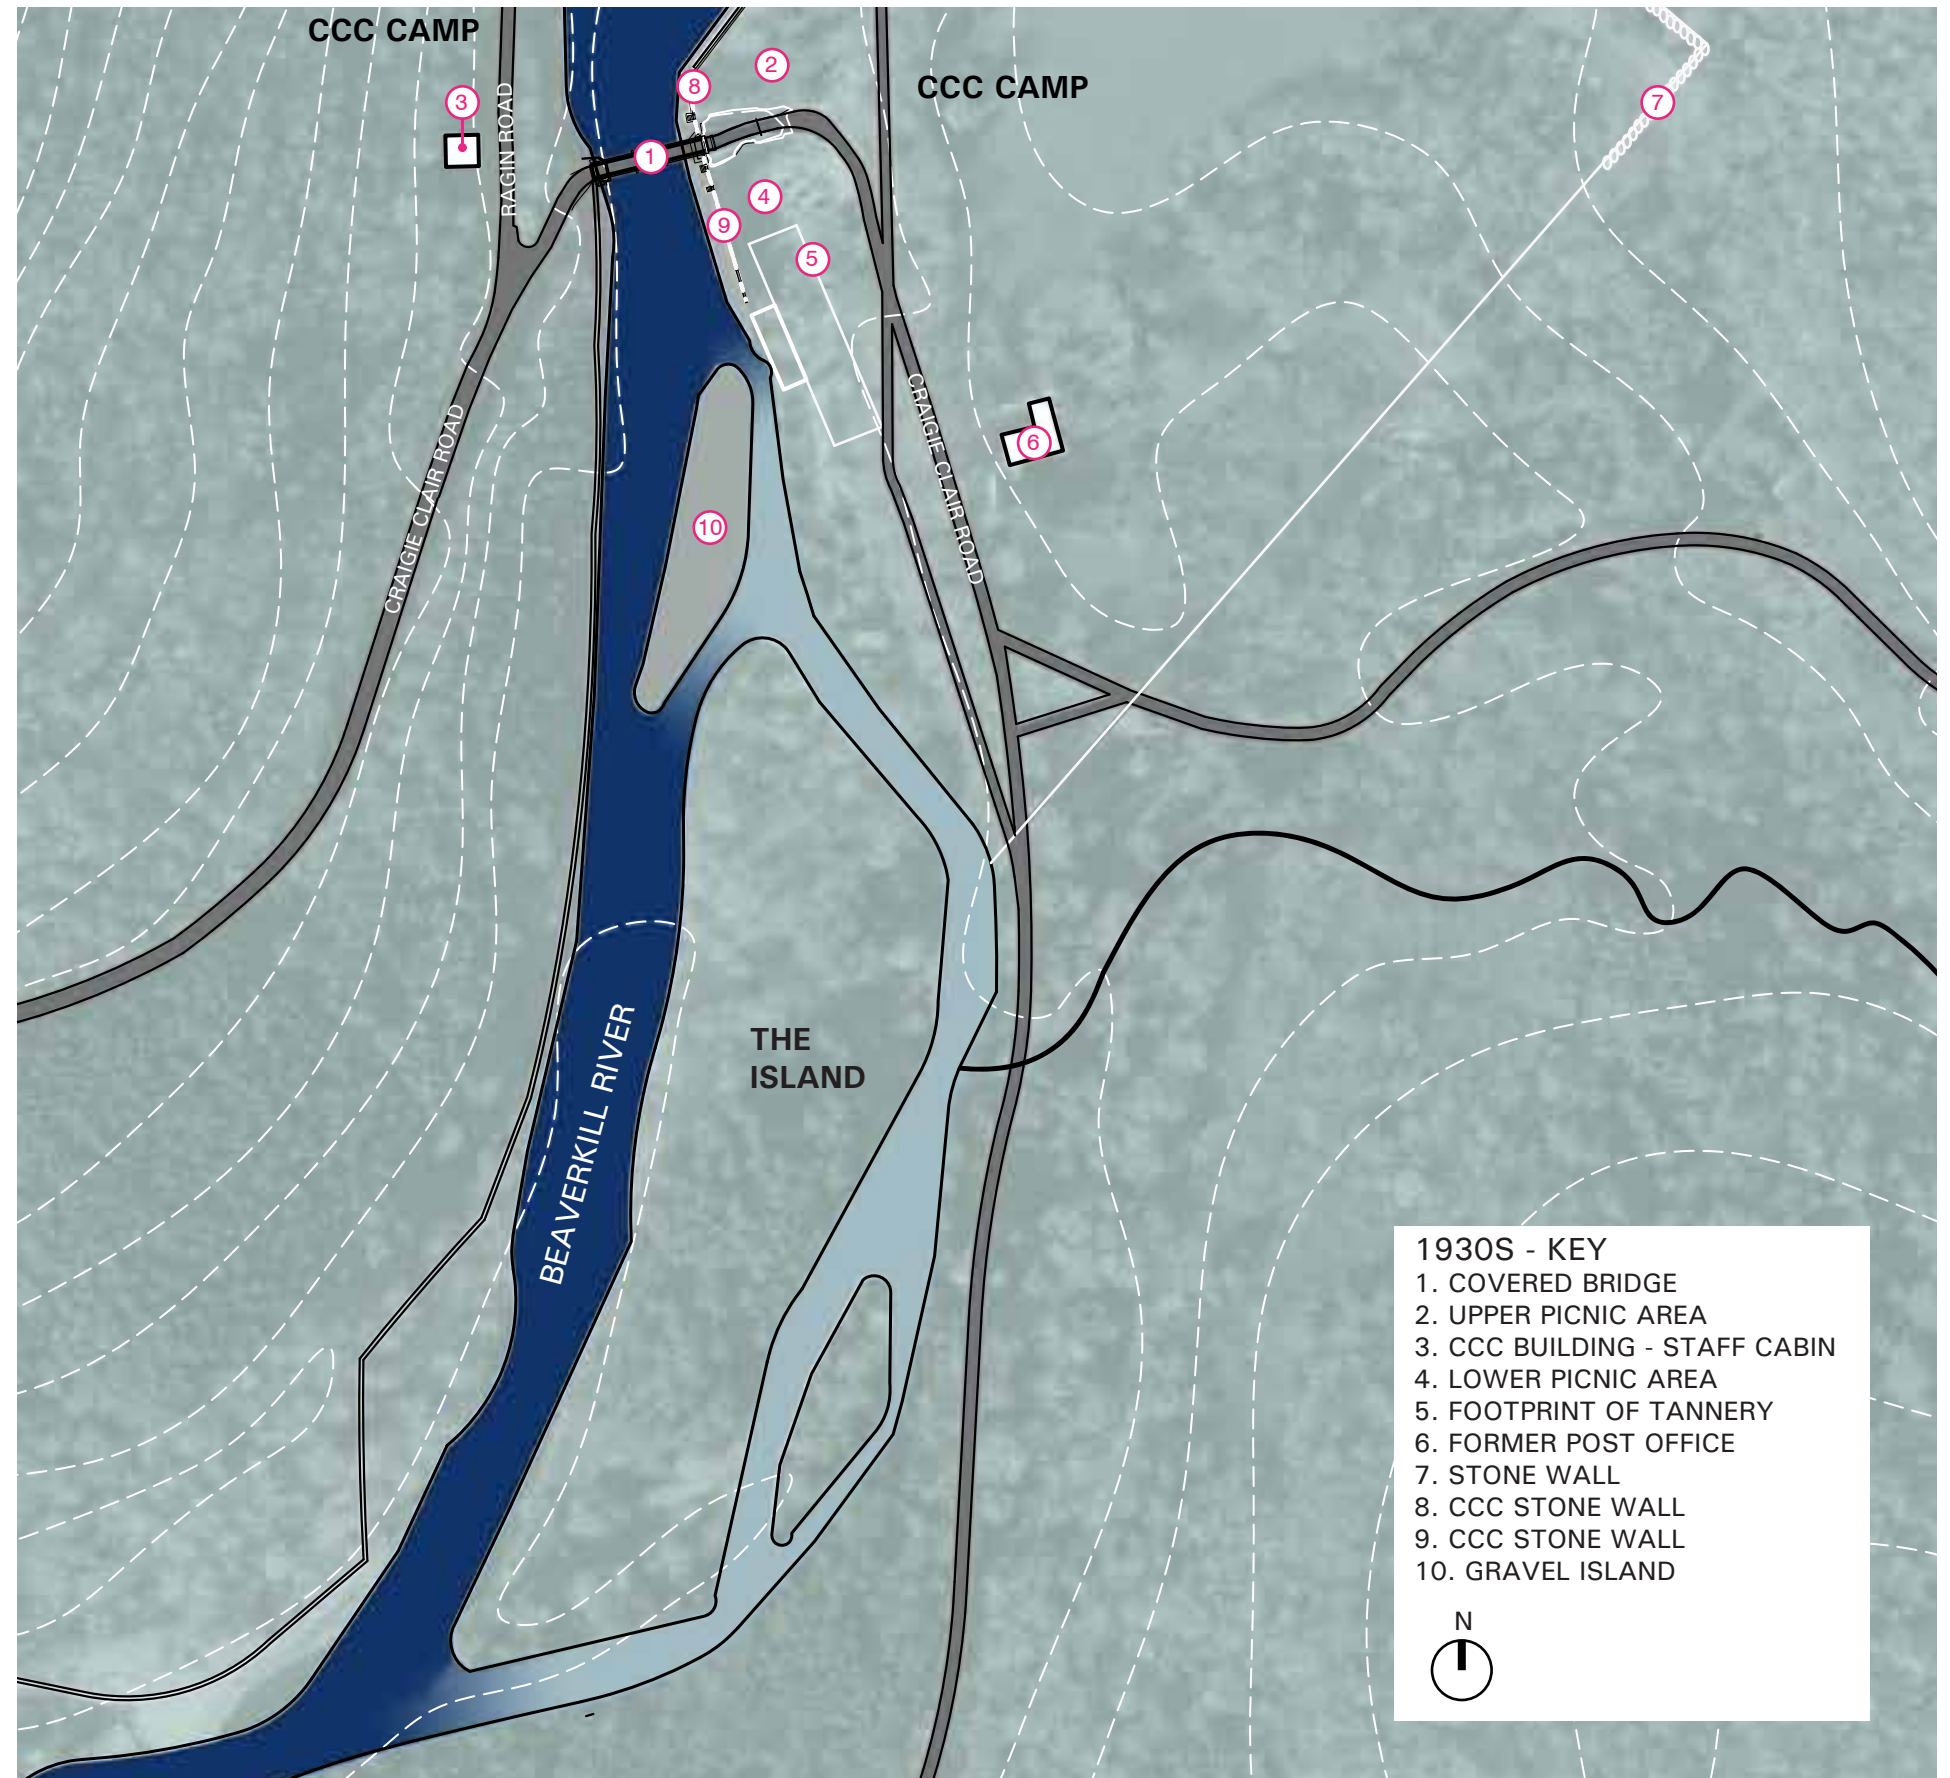 CCC CAMP
2
8
CCC CAMP
3
7
RAGIN ROAD
1
4
9
5
CRAIGIE CLAIR ROAD
CRAIGIE CLAIR ROAD
6
10
THE
ISLAND
BEAVERKILL RIVER
1930S - KEY
1. COVERED BRIDGE
2. UPPER PICNIC AREA
3. CCC BUILDING - STAFF CABIN
4. LOWER PICNIC AREA
5. FOOTPRINT OF TANNERY
6. FORMER POST OFFICE
7. STONE WALL
8. CCC STONE WALL
9. CCC STONE WALL
10. GRAVEL ISLAND
N